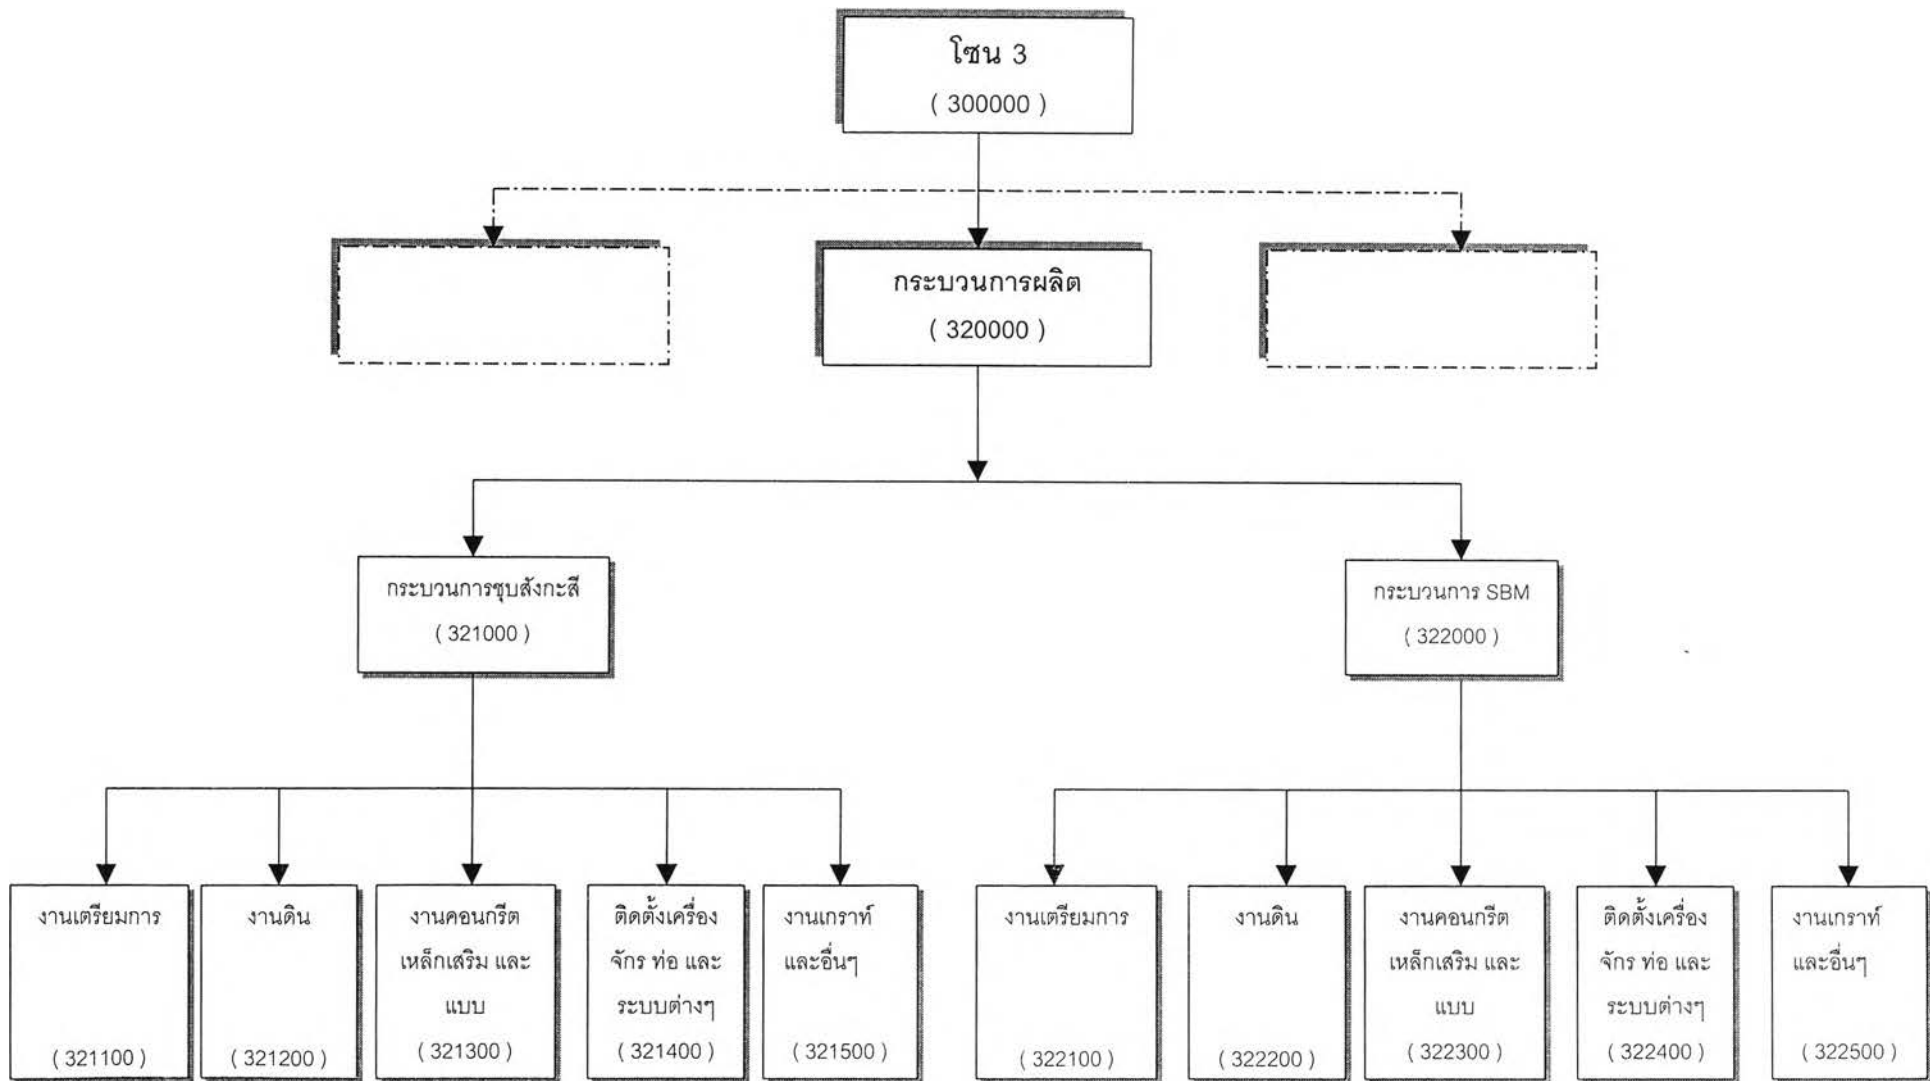 โซน 3
( 300000 )
กระบวนการผลิต
( 320000 )
กระบวนการชุบสังกะสี
( 321000 )
กระบวนการ SBM
( 322000 )
งานเตรียมการ
( 321100 )
งานดิน
( 321200 )
งานคอนกรีต
เหล็กเสริม และ
แบบ
( 321300 )
ติดตั้งเครื่อง
จักร ท่อ และ
ระบบต่างๆ
( 321400 )
งานเกราท์
และอื่นๆ
( 321500 )
งานเตรียมการ
( 322100 )
งานดิน
( 322200 )
งานคอนกรีต
เหล็กเสริม และ
แบบ
( 322300 )
ติดตั้งเครื่อง
จักร ท่อ และ
ระบบต่างๆ
( 322400 )
งานเกราท์
และอื่นๆ
( 322500 )